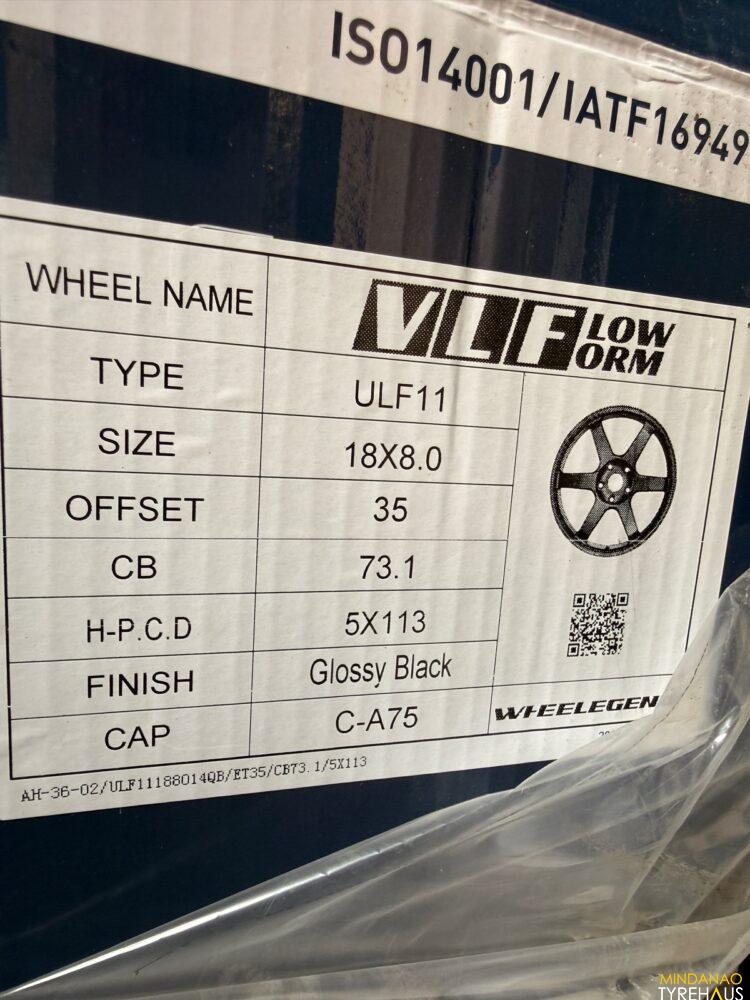 ISO14001/IATF16949
WHEEL NAME VLF LOW ORM
TYPE ULF11
SIZE 18X8.0
OFFSET 35
CB 73.1
H-P.C.D 5X113
FINISH Glossy Black
CAP C-A75
WHEELEGEN
AH-36-02/ULF11188014QB/ET35/CB73.1/5X113
MINDANAO
TYREHAUS